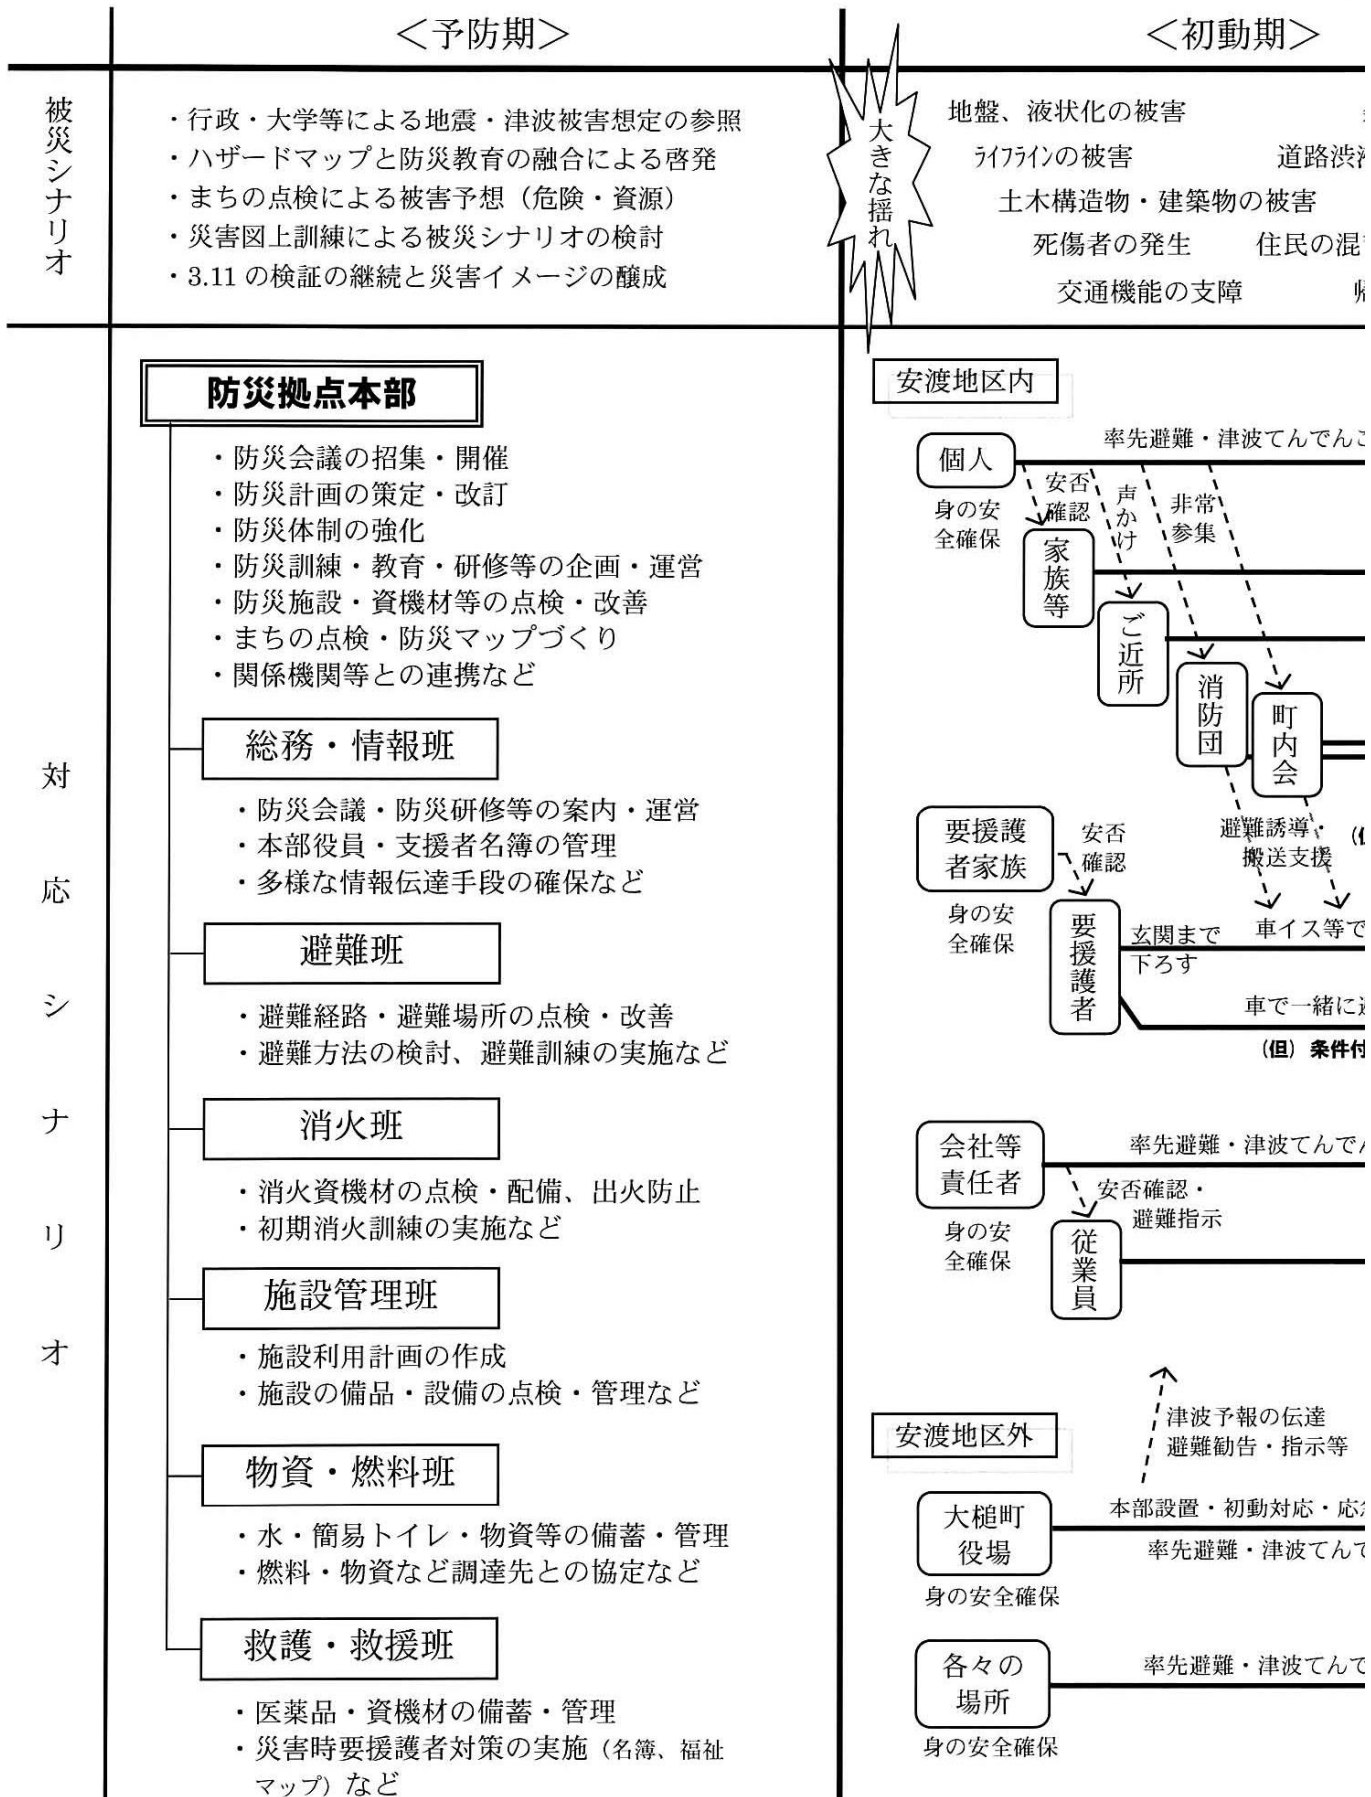 ＜予防期＞
＜初動期＞
被災シナリオ
・行政・大学等による地震・津波被害想定の参照
・ハザードマップと防災教育の融合による啓発
・まちの点検による被害予想（危険・資源）
・災害図上訓練による被災シナリオの検討
・3.11 の検証の継続と災害イメージの醸成
大きな揺れ
地盤、液状化の被害
ﾗｲﾌﾗｲﾝの被害
道路渋
土木構造物・建築物の被害
死傷者の発生
住民の混
交通機能の支障
対応シナリオ
防災拠点本部
・防災会議の招集・開催
・防災計画の策定・改訂
・防災体制の強化
・防災訓練・教育・研修等の企画・運営
・防災施設・資機材等の点検・改善
・まちの点検・防災マップづくり
・関係機関等との連携など
総務・情報班
・防災会議・防災研修等の案内・運営
・本部役員・支援者名簿の管理
・多様な情報伝達手段の確保など
避難班
・避難経路・避難場所の点検・改善
・避難方法の検討、避難訓練の実施など
消火班
・消火資機材の点検・配備、出火防止
・初期消火訓練の実施など
施設管理班
・施設利用計画の作成
・施設の備品・設備の点検・管理など
物資・燃料班
・水・簡易トイレ・物資等の備蓄・管理
・燃料・物資など調達先との協定など
救護・救援班
・医薬品・資機材の備蓄・管理
・災害時要援護者対策の実施（名簿、福祉
マップ）など
安渡地区内
率先避難・津波てんでん
個人
身の安
全確保
安否
確認
声かけ
非常
参集
家族等
ご近所
消防団
町内会
避難誘導・
搬送支援
要援護
者家族
安否
確認
身の安
全確保
要援護者
玄関まで
下ろす
車イス等で
車で一緒に
（但）条件付
会社等
責任者
率先避難・津波てんで
安否確認・
避難指示
身の安
全確保
従業員
津波予報の伝達
避難勧告・指示等
安渡地区外
大槌町
役場
本部設置・初動対応・応
率先避難・津波てんで
身の安全確保
各々の
場所
率先避難・津波てんで
身の安全確保